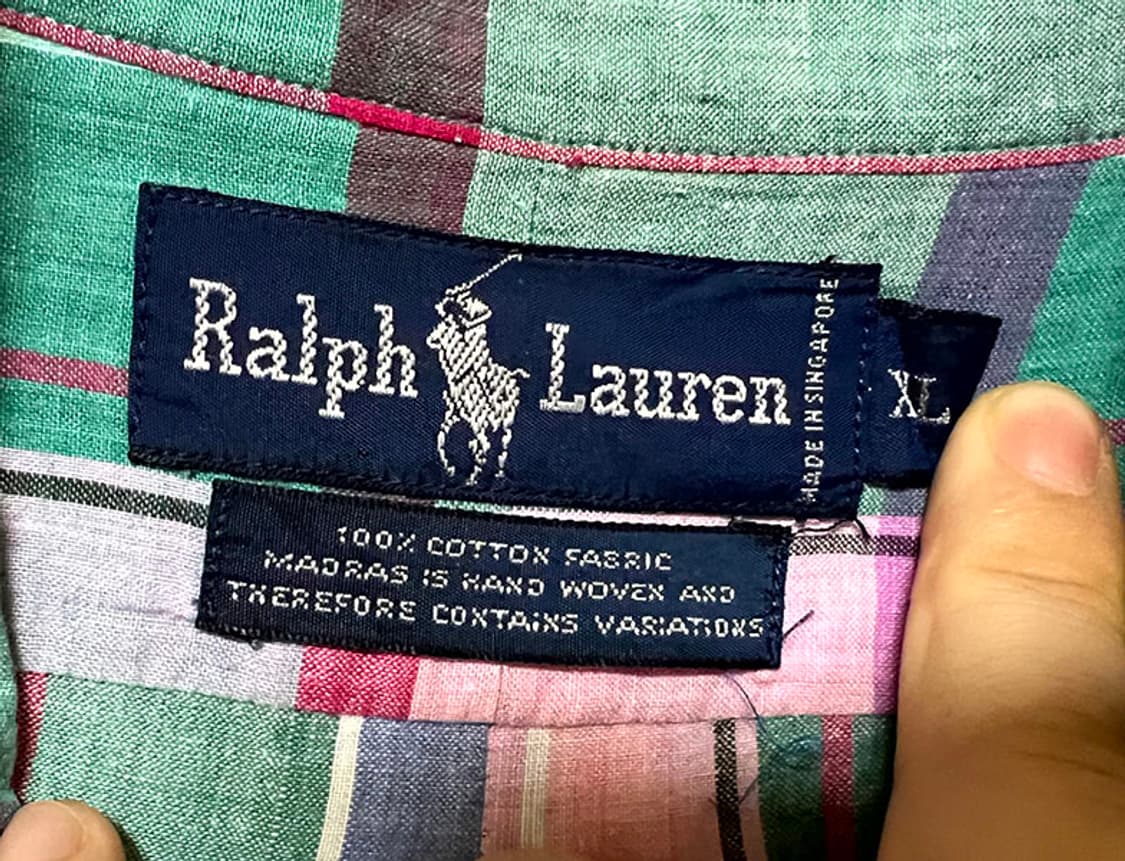 Ralph Lauren
MADE IN SINGAPORE
XL
100% COTTON FABRIC
MADRAS IS HAND WOVEN AND
THEREFORE CONTAINS VARIATIONS